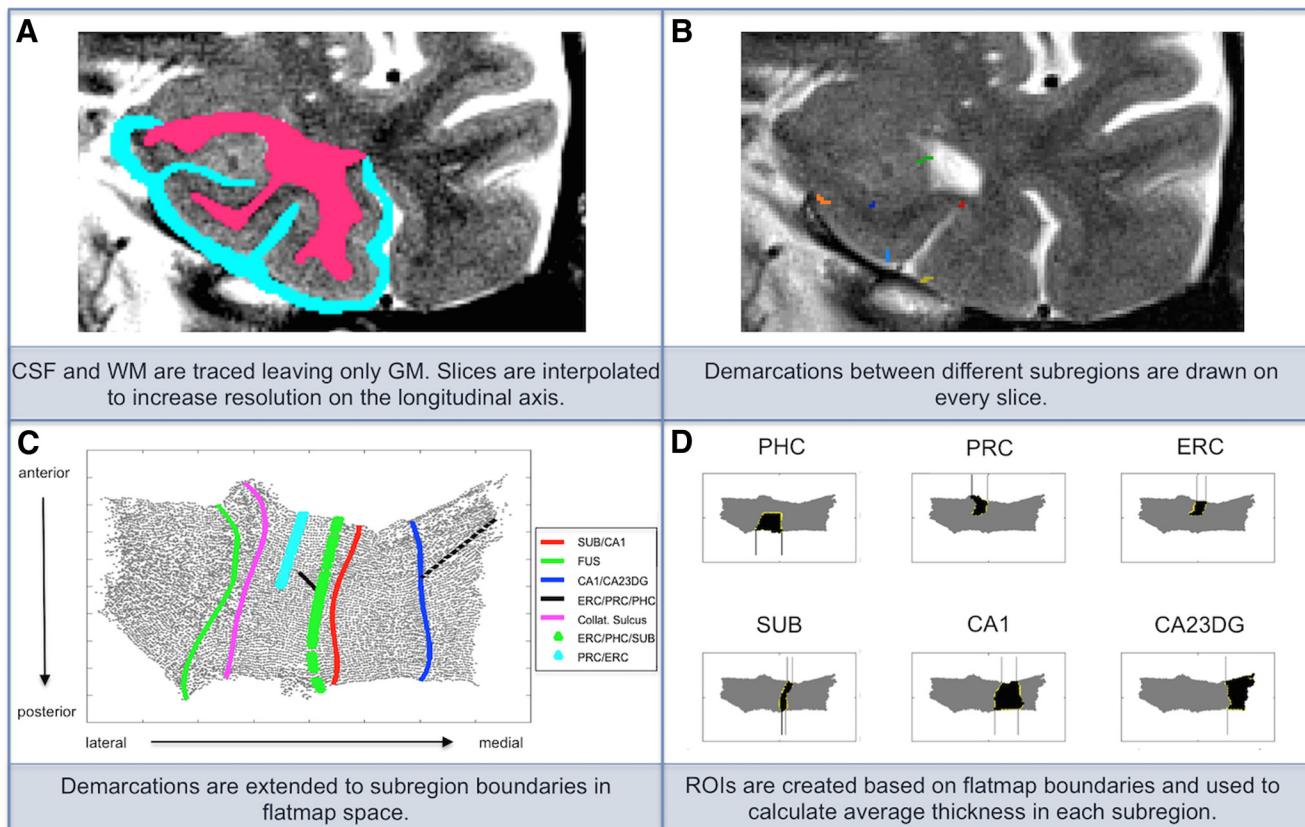 A
B
CSF and WM are traced leaving only GM. Slices are interpolated
to increase resolution on the longitudinal axis.
Demarcations between different subregions are drawn on
every slice.
C
anterior
posterior
lateral
medial
SUB/CA1
FUS
CA1/CA23DG
ERC/PRC/PHC
Collat. Sulcus
ERC/PHC/SUB
PRC/ERC
Demarcations are extended to subregion boundaries in
flatmap space.
D
PHC
PRC
ERC
SUB
CA1
CA23DG
ROIs are created based on flatmap boundaries and used to
calculate average thickness in each subregion.